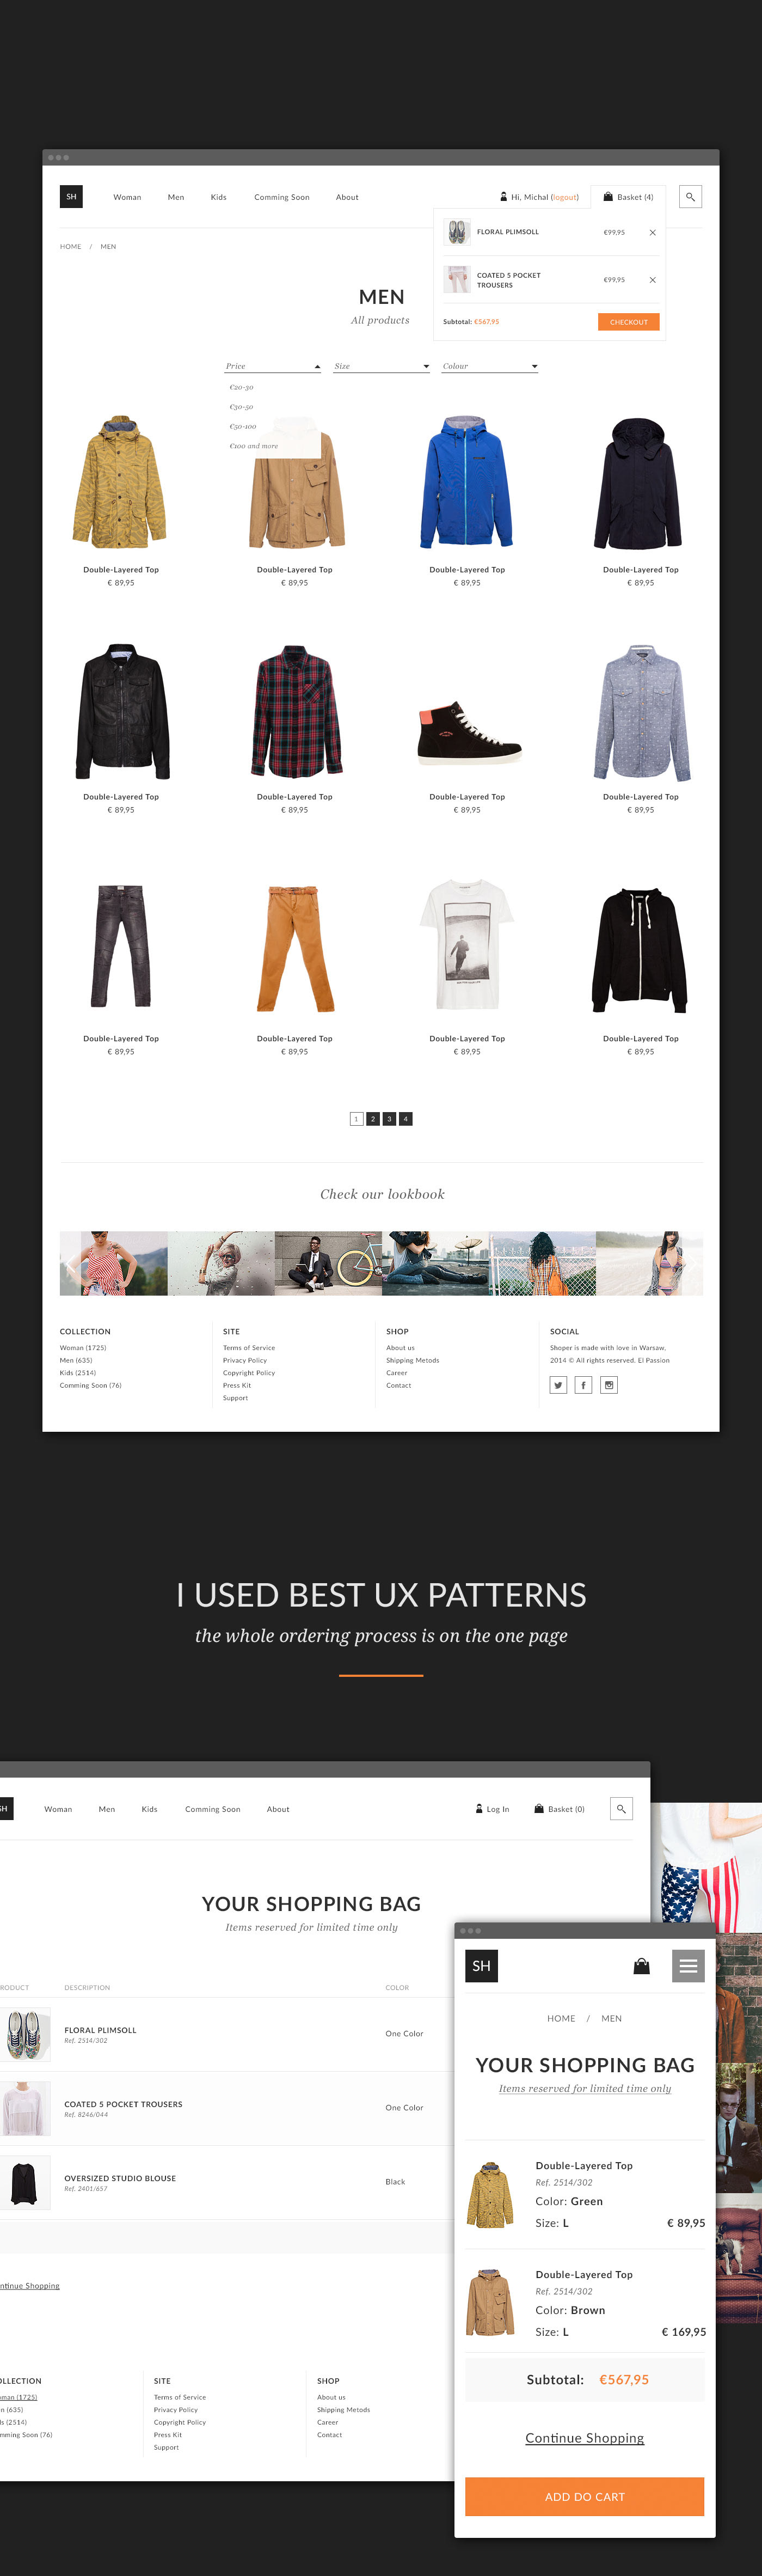 SH
Woman Men Kids Comming Soon About
Hi, Michal (logout)
Basket (4)
HOME / MEN
FLORAL PLIMSOLL €99,95
COATED 5 POCKET
TROUSERS
€99,95
Subtotal: €567,95
CHECKOUT
MEN
All products
Price Size Colour
€20-30
€30-50
€50-100
€100 and more
Double-Layered Top Double-Layered Top Double-Layered Top Double-Layered Top
€ 89,95 € 89,95 € 89,95 € 89,95
Double-Layered Top Double-Layered Top Double-Layered Top Double-Layered Top
€ 89,95 € 89,95 € 89,95 € 89,95
Double-Layered Top Double-Layered Top Double-Layered Top Double-Layered Top
€ 89,95 € 89,95 € 89,95 € 89,95
1 2 3 4
Check our lookbook
COLLECTION
Woman (1725)
Men (635)
Kids (2514)
Comming Soon (76)
SITE
Terms of Service
Privacy Policy
Copyright Policy
Press Kit
Support
SHOP
About us
Shipping Metods
Career
Contact
SOCIAL
Shoper is made with love in Warsaw,
2014 © All rights reserved. El Passion
I USED BEST UX PATTERNS
the whole ordering process is on the one page
SH
Woman Men Kids Comming Soon About
Log In
Basket (0)
YOUR SHOPPING BAG
Items reserved for limited time only
RODUCT DESCRIPTION COLOR
FLORAL PLIMSOLL
Ref. 2514/302
One Color
COATED 5 POCKET TROUSERS
Ref. 8246/044
One Color
OVERSIZED STUDIO BLOUSE
Ref. 2401/657
Black
ntinue Shopping
OLLECTION
oman (1725)
n (635)
ds (2514)
mming Soon (76)
SITE
Terms of Service
Privacy Policy
Copyright Policy
Press Kit
Support
SHOP
About us
Shipping Metods
Career
Contact
SH
HOME / MEN
YOUR SHOPPING BAG
Items reserved for limited time only
Double-Layered Top
Ref. 2514/302
Color: Green
Size: L € 89,95
Double-Layered Top
Ref. 2514/302
Color: Brown
Size: L € 169,95
Subtotal: €567,95
Continue Shopping
ADD DO CART